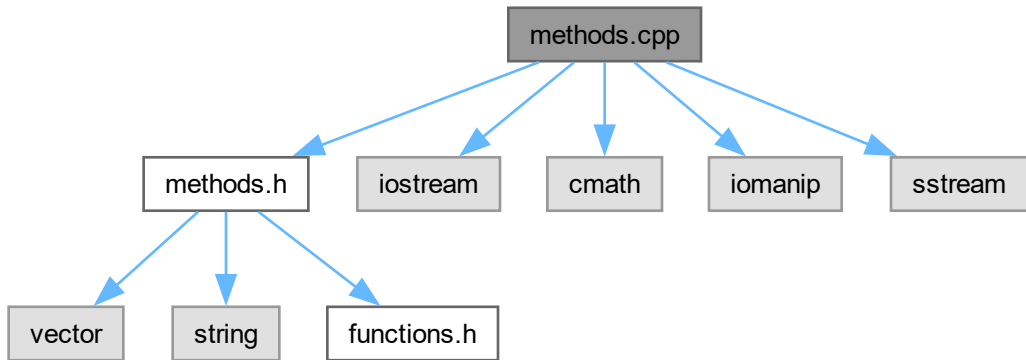 methods.cpp
methods.h
iostream
cmath
iomanip
sstream
vector
string
functions.h